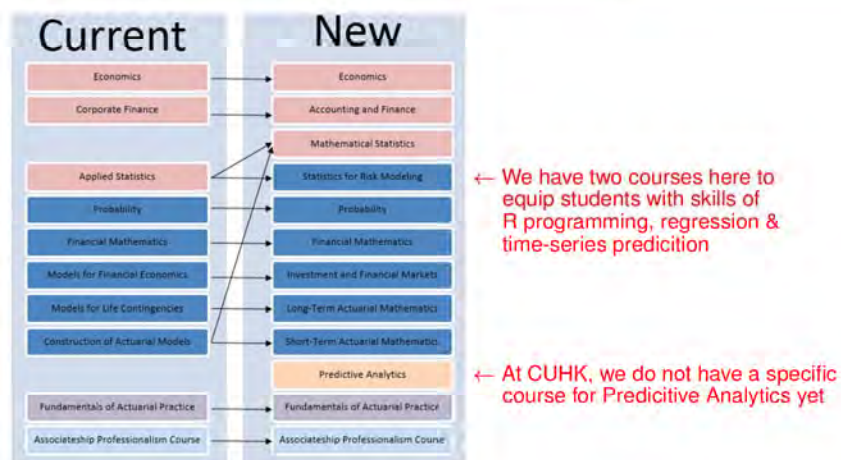 Current
New
Economics
Economics
Corporate Finance
Accounting and Finance
Mathematical Statistics
Applied Statistics
Statistics for Risk Modeling
Probability
Probability
Financial Mathematics
Financial Mathematics
Models for Financial Economics
Investment and Financial Markets
Models for Life Contingencies
Long-Term Actuarial Mathematics
Construction of Actuarial Models
Short-Term Actuarial Mathematics
Predictive Analytics
Fundamentals of Actuarial Practice
Fundamentals of Actuarial Practice
Associateship Professionalism Course
Associateship Professionalism Course
← We have two courses here to
equip students with skills of
R programming, regression &
time-series predicition
← At CUHK, we do not have a specific
course for Predicitive Analytics yet